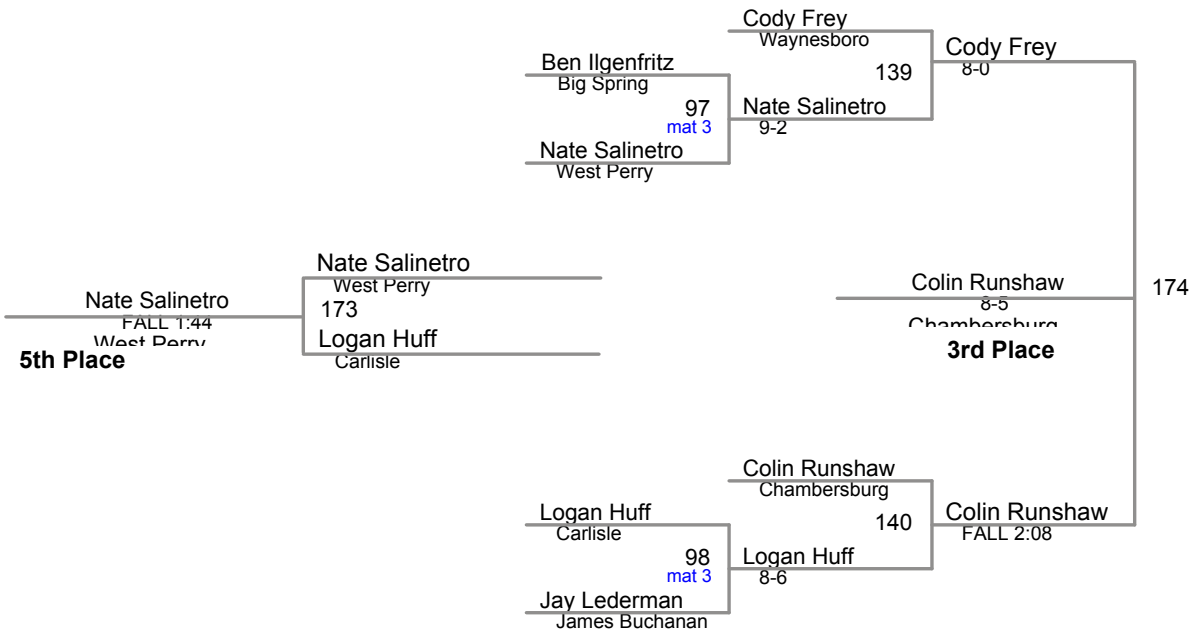 Cody Frey
Waynesboro
Ben Ilgenfritz
Big Spring
139
Cody Frey
8-0
97
mat 3
Nate Salinetro
9-2
Nate Salinetro
West Perry
Nate Salinetro
West Perry
Nate Salinetro
FALL 1:44
West Perry
5th Place
173
Logan Huff
Carlisle
Colin Runshaw
8-5
Chambersburg
3rd Place
174
Colin Runshaw
Chambersburg
Logan Huff
Carlisle
140
Colin Runshaw
FALL 2:08
98
mat 3
Logan Huff
8-6
Jay Lederman
James Buchanan